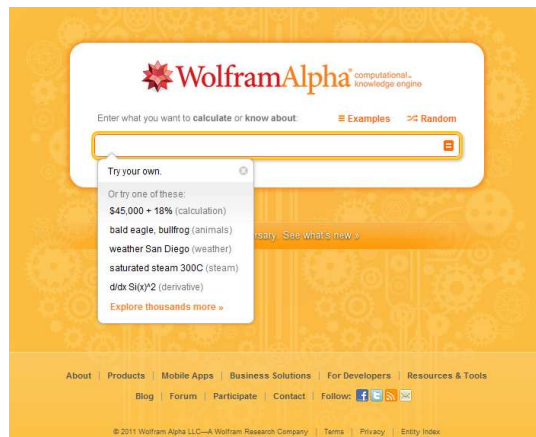 WolframAlpha computational knowledge engine
Enter what you want to calculate or know about: Examples Random
Try your own.
Or try one of these:
$45,000 + 18% (calculation)
bald eagle, bullfrog (animals)
rsary. See what's new »
weather San Diego (weather)
saturated steam 300C (steam)
d/dx Si(x)^2 (derivative)
Explore thousands more »
About | Products | Mobile Apps | Business Solutions | For Developers | Resources & Tools
Blog | Forum | Participate | Contact | Follow:
© 2011 Wolfram Alpha LLC—A Wolfram Research Company | Terms | Privacy | Entity Index